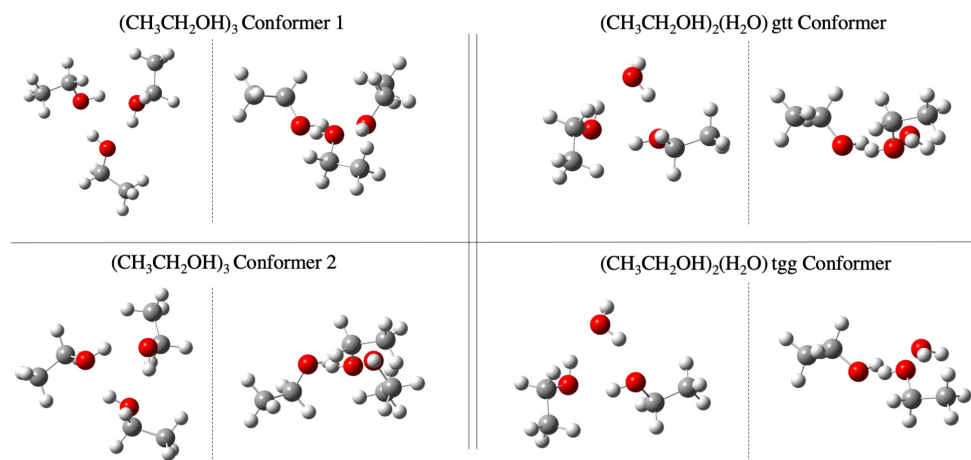 (CH3CH2OH)3 Conformer 1
(CH3CH2OH)2(H2O) gtt Conformer
(CH3CH2OH)3 Conformer 2
(CH3CH2OH)2(H2O) tgg Conformer